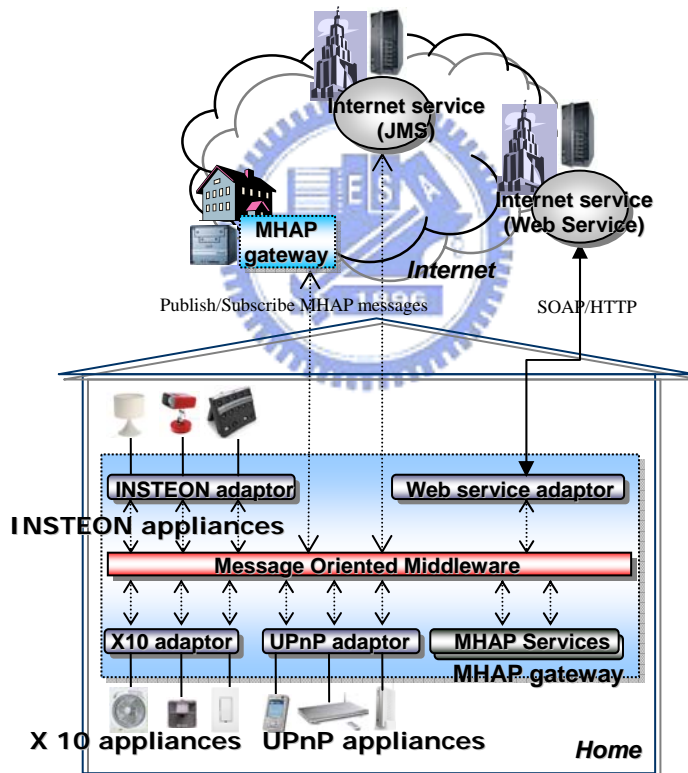 Internet service
(JMS)
Internet service
(Web Service)
ESA
MHAP
gateway
Internet
1896
Publish/Subscribe MHAP messages
SOAP/HTTP
INSTEON adaptor
Web service adaptor
INSTEON appliances
Message Oriented Middleware
X10 adaptor
UPnP adaptor
MHAP Services
MHAP gateway
X 10 appliances
UPnP appliances
Home